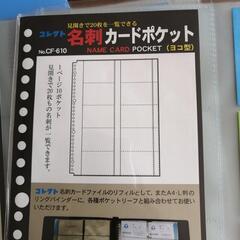 見開きで20枚を一覧できる
コレクト 名刺カードポケット
No.CF-610
NAME CARD POCKET (ヨコ型)
1ページ10ポケット
見開きで20枚
もの名刺が
一覧できます。
コレクト 名刺カードファイルのリフィルとして、またA4-L判の
リングバインダーに、各種ポケットリーフと組み合わせてお使い
いただけます。